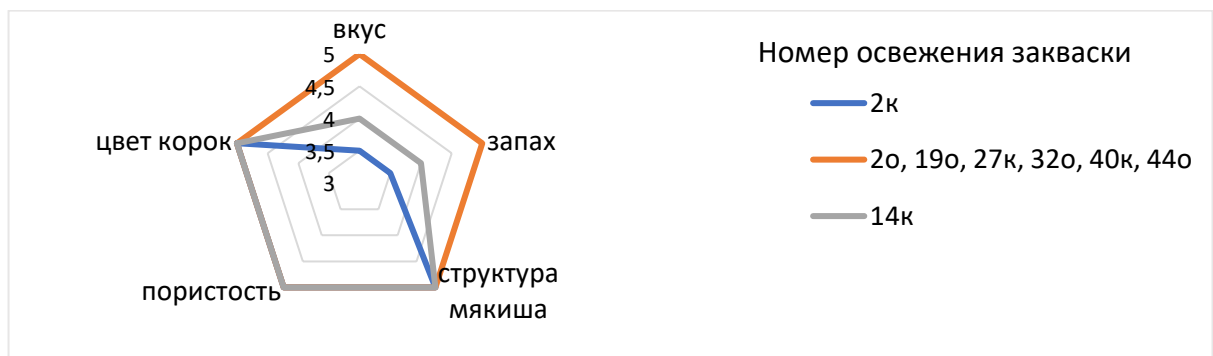 вкус
5
4,5
4
3,5
3
запах
структура
мякиша
пористость
цвет корок
Номер освежения закваски
2к
2о, 19о, 27к, 32о, 40к, 44о
14к